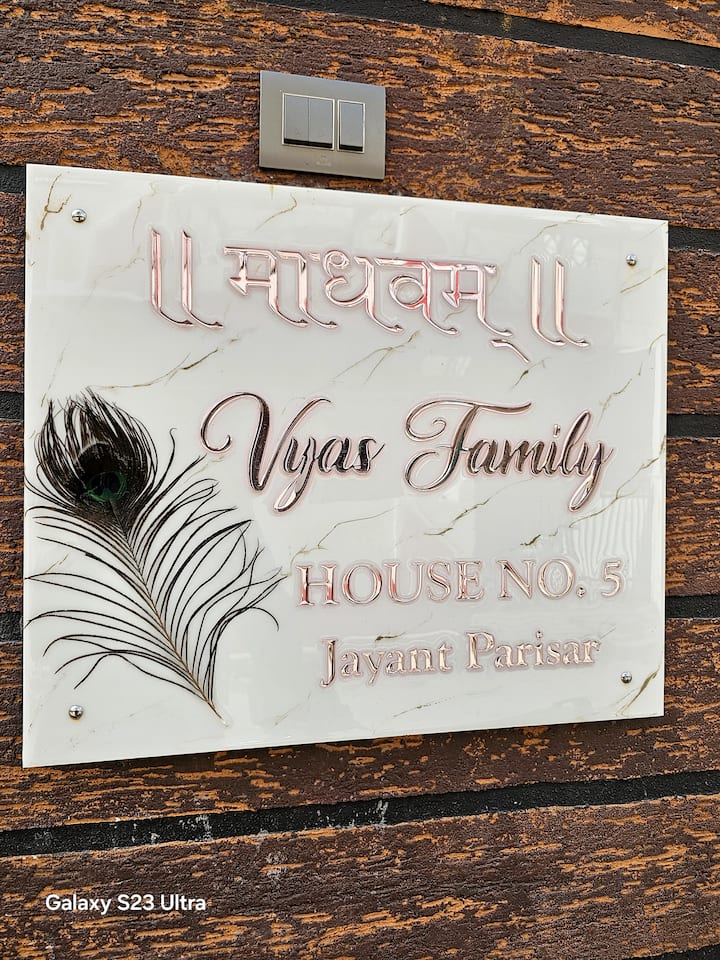 || माधवम् ||
Vyas Family
HOUSE NO. 5
Jayant Parisar
Galaxy S23 Ultra